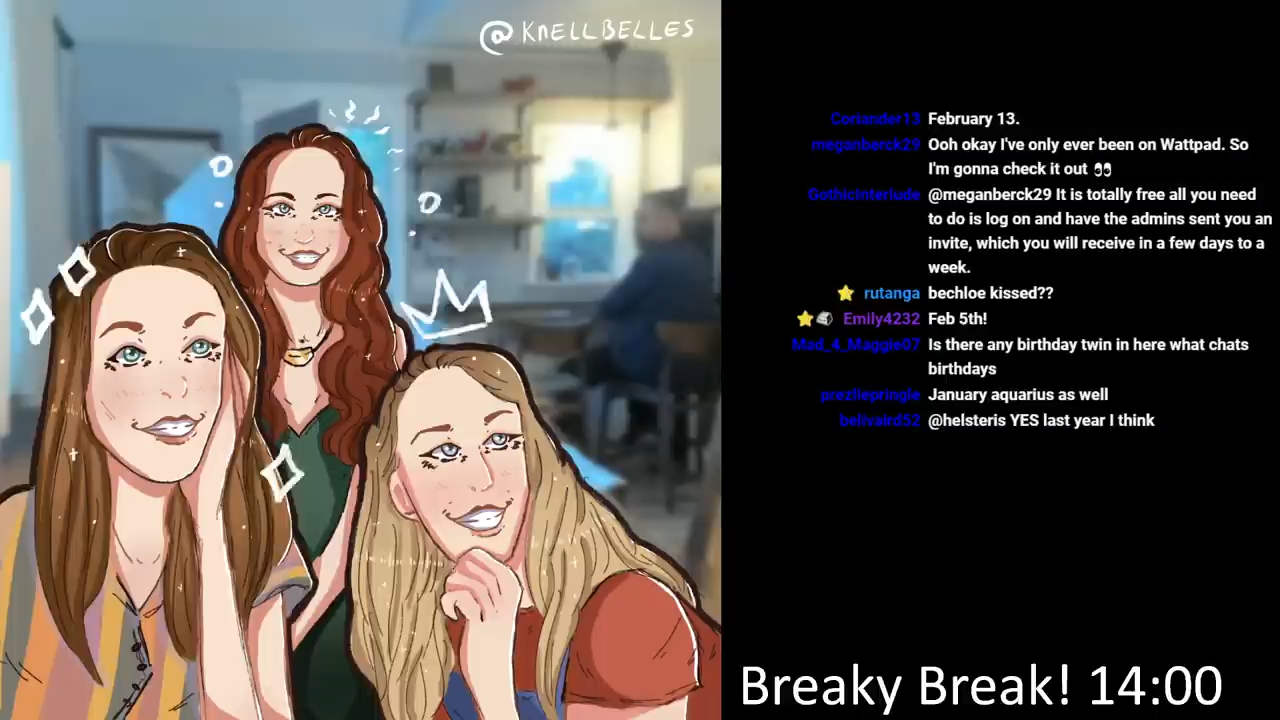 @KNELLBELLES
Coriander13 February 13.
meganberck29 Ooh okay I've only ever been on Wattpad. So
I'm gonna check it out 👀
GothicInterlude @meganberck29 It is totally free all you need
to do is log on and have the admins sent you an
invite, which you will receive in a few days to a
week.
rutanga bechloe kissed??
Emily4232 Feb 5th!
Mad_4_Maggie07 Is there any birthday twin in here what chats
birthdays
prezliepringle January aquarius as well
belivaird52 @helsteris YES last year I think
Breaky Break! 14:00